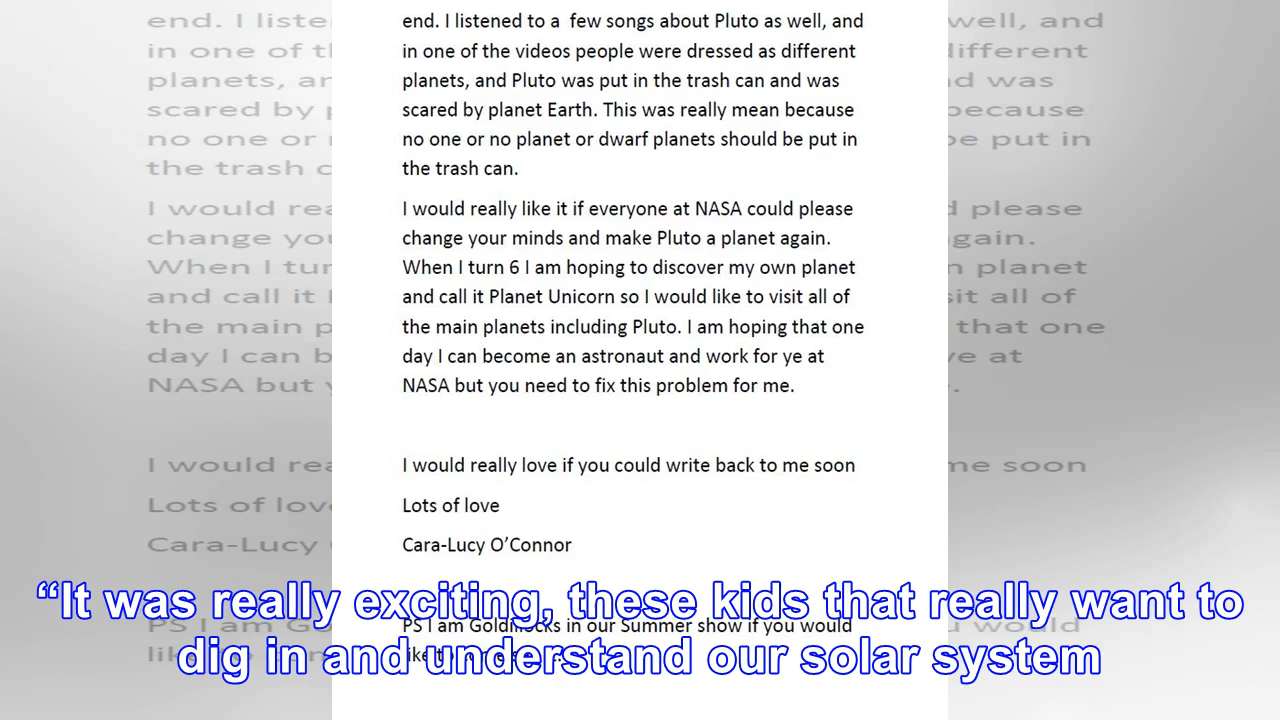 end. I listened to a few songs about Pluto as well, and
in one of the videos people were dressed as different
planets, and Pluto was put in the trash can and was
scared by planet Earth. This was really mean because
no one or no planet or dwarf planets should be put in
the trash can.
I would really like it if everyone at NASA could please
change your minds and make Pluto a planet again.
When I turn 6 I am hoping to discover my own planet
and call it Planet Unicorn so I would like to visit all of
the main planets including Pluto. I am hoping that one
day I can become an astronaut and work for ye at
NASA but you need to fix this problem for me.
I would really love if you could write back to me soon
Lots of love
Cara-Lucy O’Connor
PS I am Goldilocks in our Summer show if you would
“It was really exciting, these kids that really want to
dig in and understand our solar system